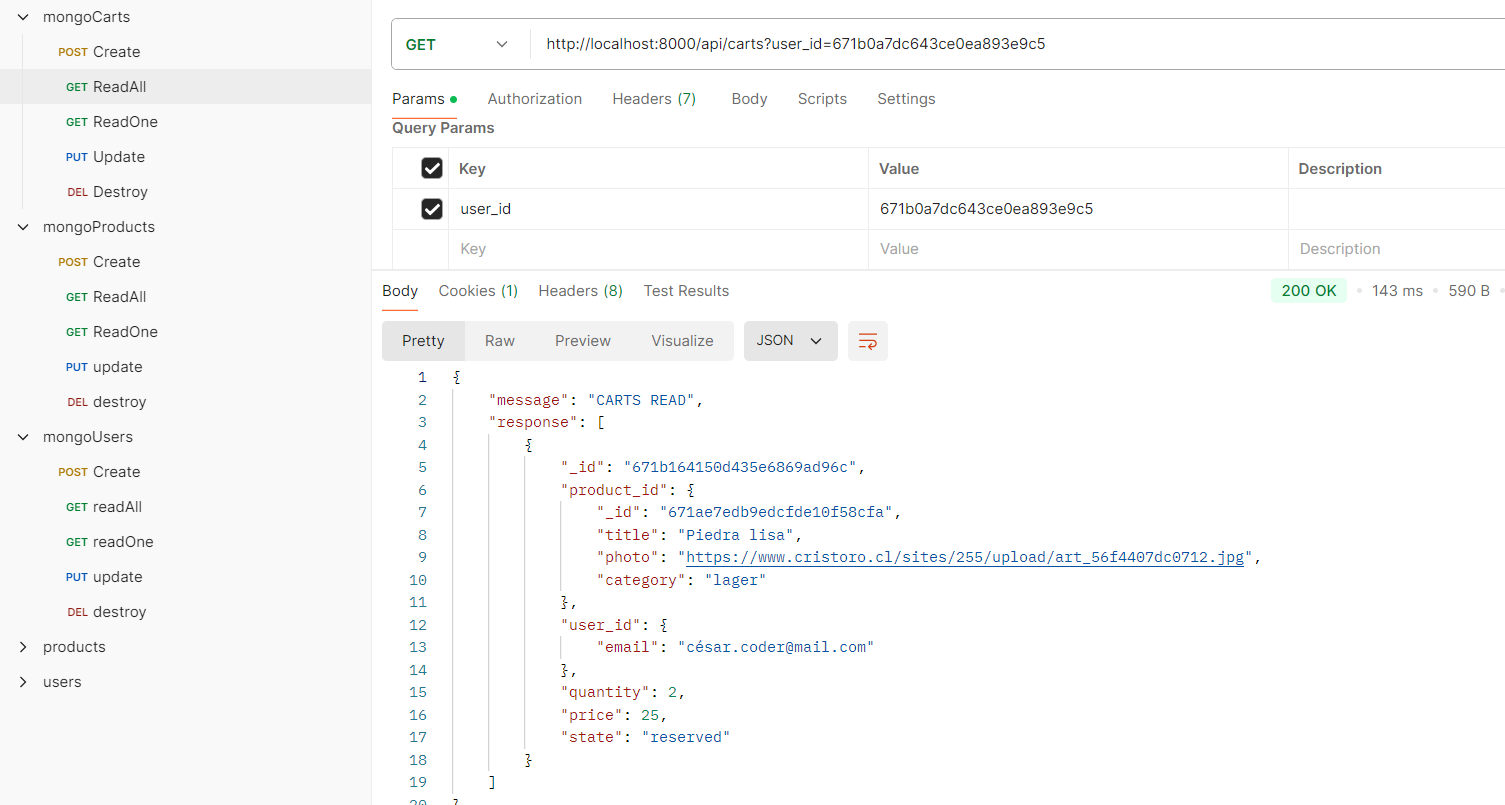 mongoCarts
POST Create
GET ReadAll
GET ReadOne
PUT Update
DEL Destroy
mongoProducts
POST Create
GET ReadAll
GET ReadOne
PUT update
DEL destroy
mongoUsers
POST Create
GET readAll
GET readOne
PUT update
DEL destroy
products
users
GET http://localhost:8000/api/carts?user_id=671b0a7dc643ce0ea893e9c5
Params Authorization Headers (7) Body Scripts Settings
Query Params
Key Value Description
user_id 671b0a7dc643ce0ea893e9c5
Key Value Description
Body Cookies (1) Headers (8) Test Results 200 OK 143 ms 590 B
Pretty Raw Preview Visualize JSON
1 {
2 "message": "CARTS READ",
3 "response": [
4 {
5 "_id": "671b164150d435e6869ad96c",
6 "product_id": {
7 "_id": "671ae7edb9edcfde10f58cfa",
8 "title": "Piedra lisa",
9 "photo": "https://www.cristoro.cl/sites/255/upload/art_56f4407dc0712.jpg",
10 "category": "lager"
11 },
12 "user_id": {
13 "email": "césar.coder@mail.com"
14 },
15 "quantity": 2,
16 "price": 25,
17 "state": "reserved"
18 }
19 ]
20 }